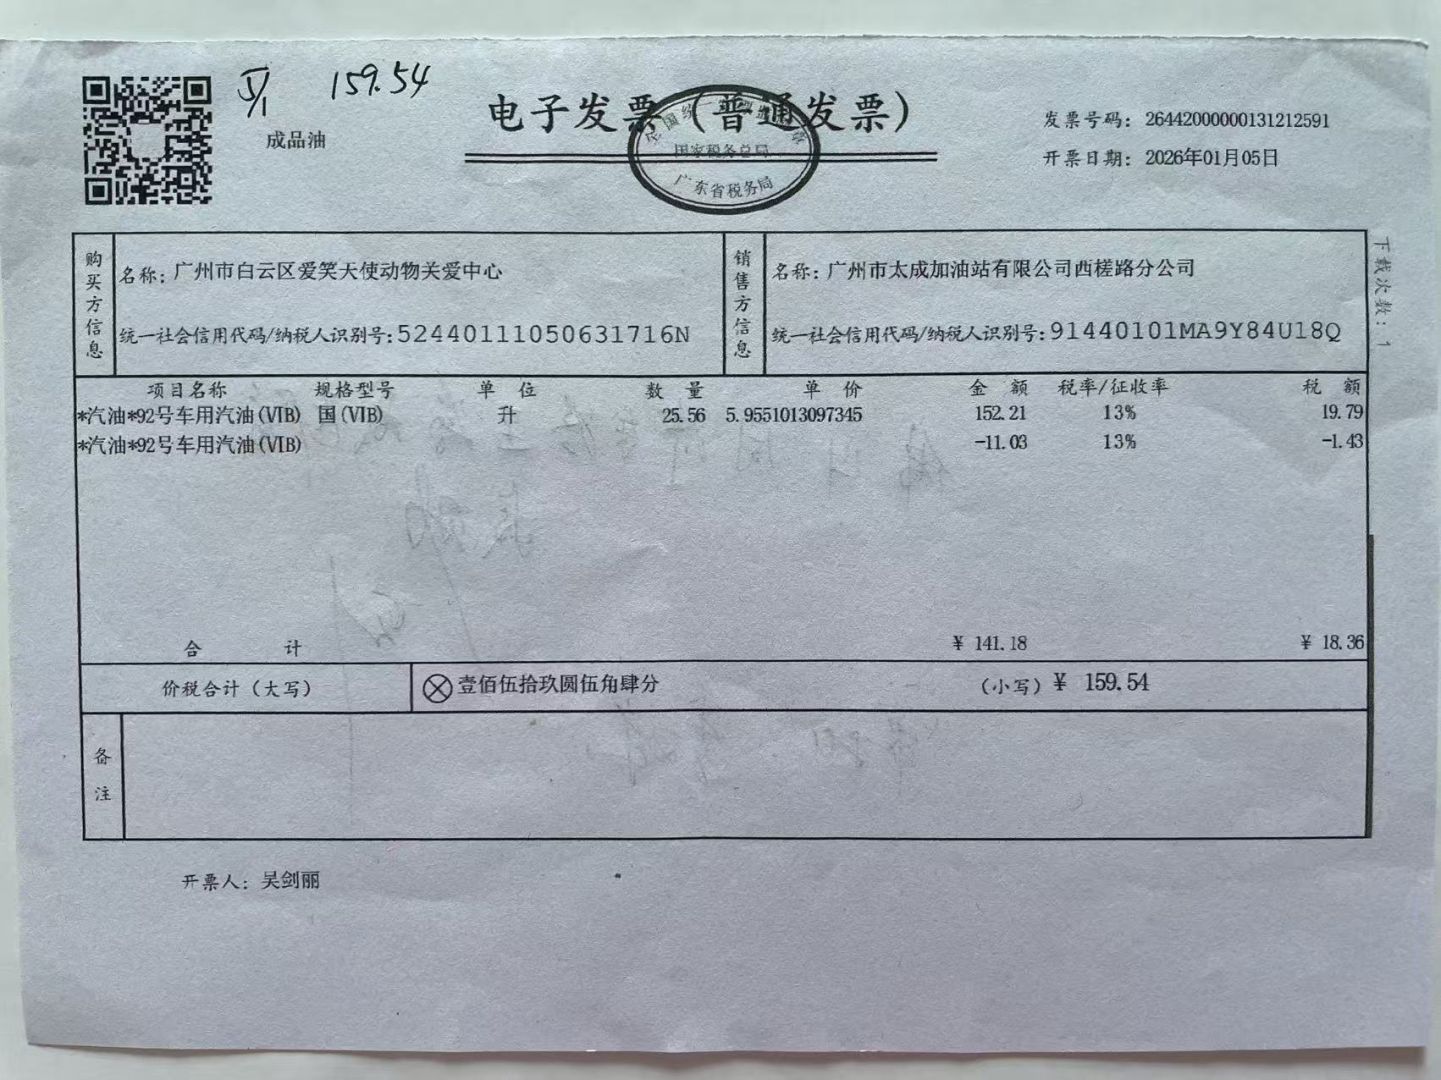 159.54
成品油
电子发票（普通发票）
国家税务总局
广东省税务局
发票号码：26442000000131212591
开票日期：2026年01月05日
购买方信息
名称：广州市白云区爱笑天使动物关爱中心
统一社会信用代码/纳税人识别号：52440111050631716N
销售方信息
名称：广州市太成加油站有限公司西槎路分公司
统一社会信用代码/纳税人识别号：91440101MA9Y84U18Q
下载次数：1
项目名称 规格型号 单位 数量 单价 金额 税率/征收率 税额
*汽油*92号车用汽油(VIB) 国(VIB) 升 25.56 5.9551013097345 152.21 13% 19.79
*汽油*92号车用汽油(VIB) -11.03 13% -1.43
合计 ¥141.18 ¥18.36
价税合计（大写） 壹佰伍拾玖圆伍角肆分 （小写）¥ 159.54
备注
开票人：吴剑丽